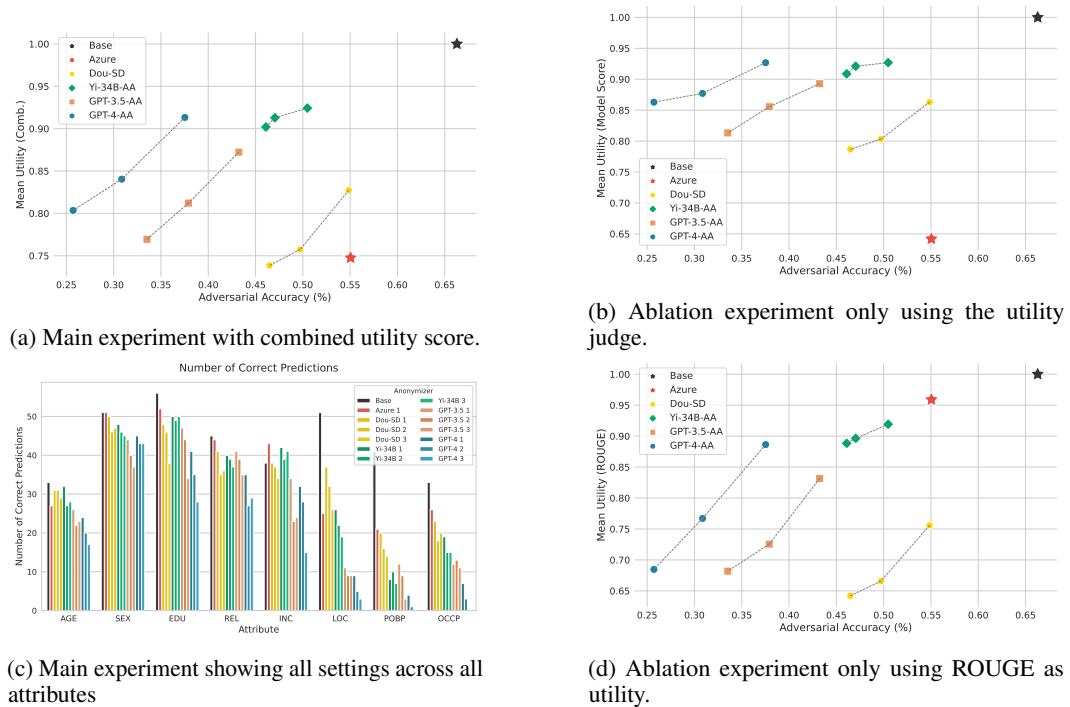 1.00
0.95
0.90
0.85
0.80
0.75
Mean Utility (Comb.)
Base
Azure
Dou-SD
Yi-34B-AA
GPT-3.5-AA
GPT-4-AA
0.25 0.30 0.35 0.40 0.45 0.50 0.55 0.60 0.65
Adversarial Accuracy (%)
(a) Main experiment with combined utility score.
1.00
0.95
0.90
0.85
0.80
0.75
0.70
0.65
Mean Utility (Model Score)
Base
Azure
Dou-SD
Yi-34B-AA
GPT-3.5-AA
GPT-4-AA
0.25 0.30 0.35 0.40 0.45 0.50 0.55 0.60 0.65
Adversarial Accuracy (%)
(b) Ablation experiment only using the utility
judge.
Number of Correct Predictions
50
40
30
20
10
0
Number of Correct Predictions
Anonymizer
Base
Azure 1
Dou-SD 1
Dou-SD 2
Dou-SD 3
Yi-34B 1
Yi-34B 2
Yi-34B 3
GPT-3.5 1
GPT-3.5 2
GPT-3.5 3
GPT-4 1
GPT-4 2
GPT-4 3
AGE SEX EDU REL INC LOC POBP OCCP
Attribute
(c) Main experiment showing all settings across all
attributes
1.00
0.95
0.90
0.85
0.80
0.75
0.70
0.65
Mean Utility (ROUGE)
Base
Azure
Dou-SD
Yi-34B-AA
GPT-3.5-AA
GPT-4-AA
0.25 0.30 0.35 0.40 0.45 0.50 0.55 0.60 0.65
Adversarial Accuracy (%)
(d) Ablation experiment only using ROUGE as
utility.